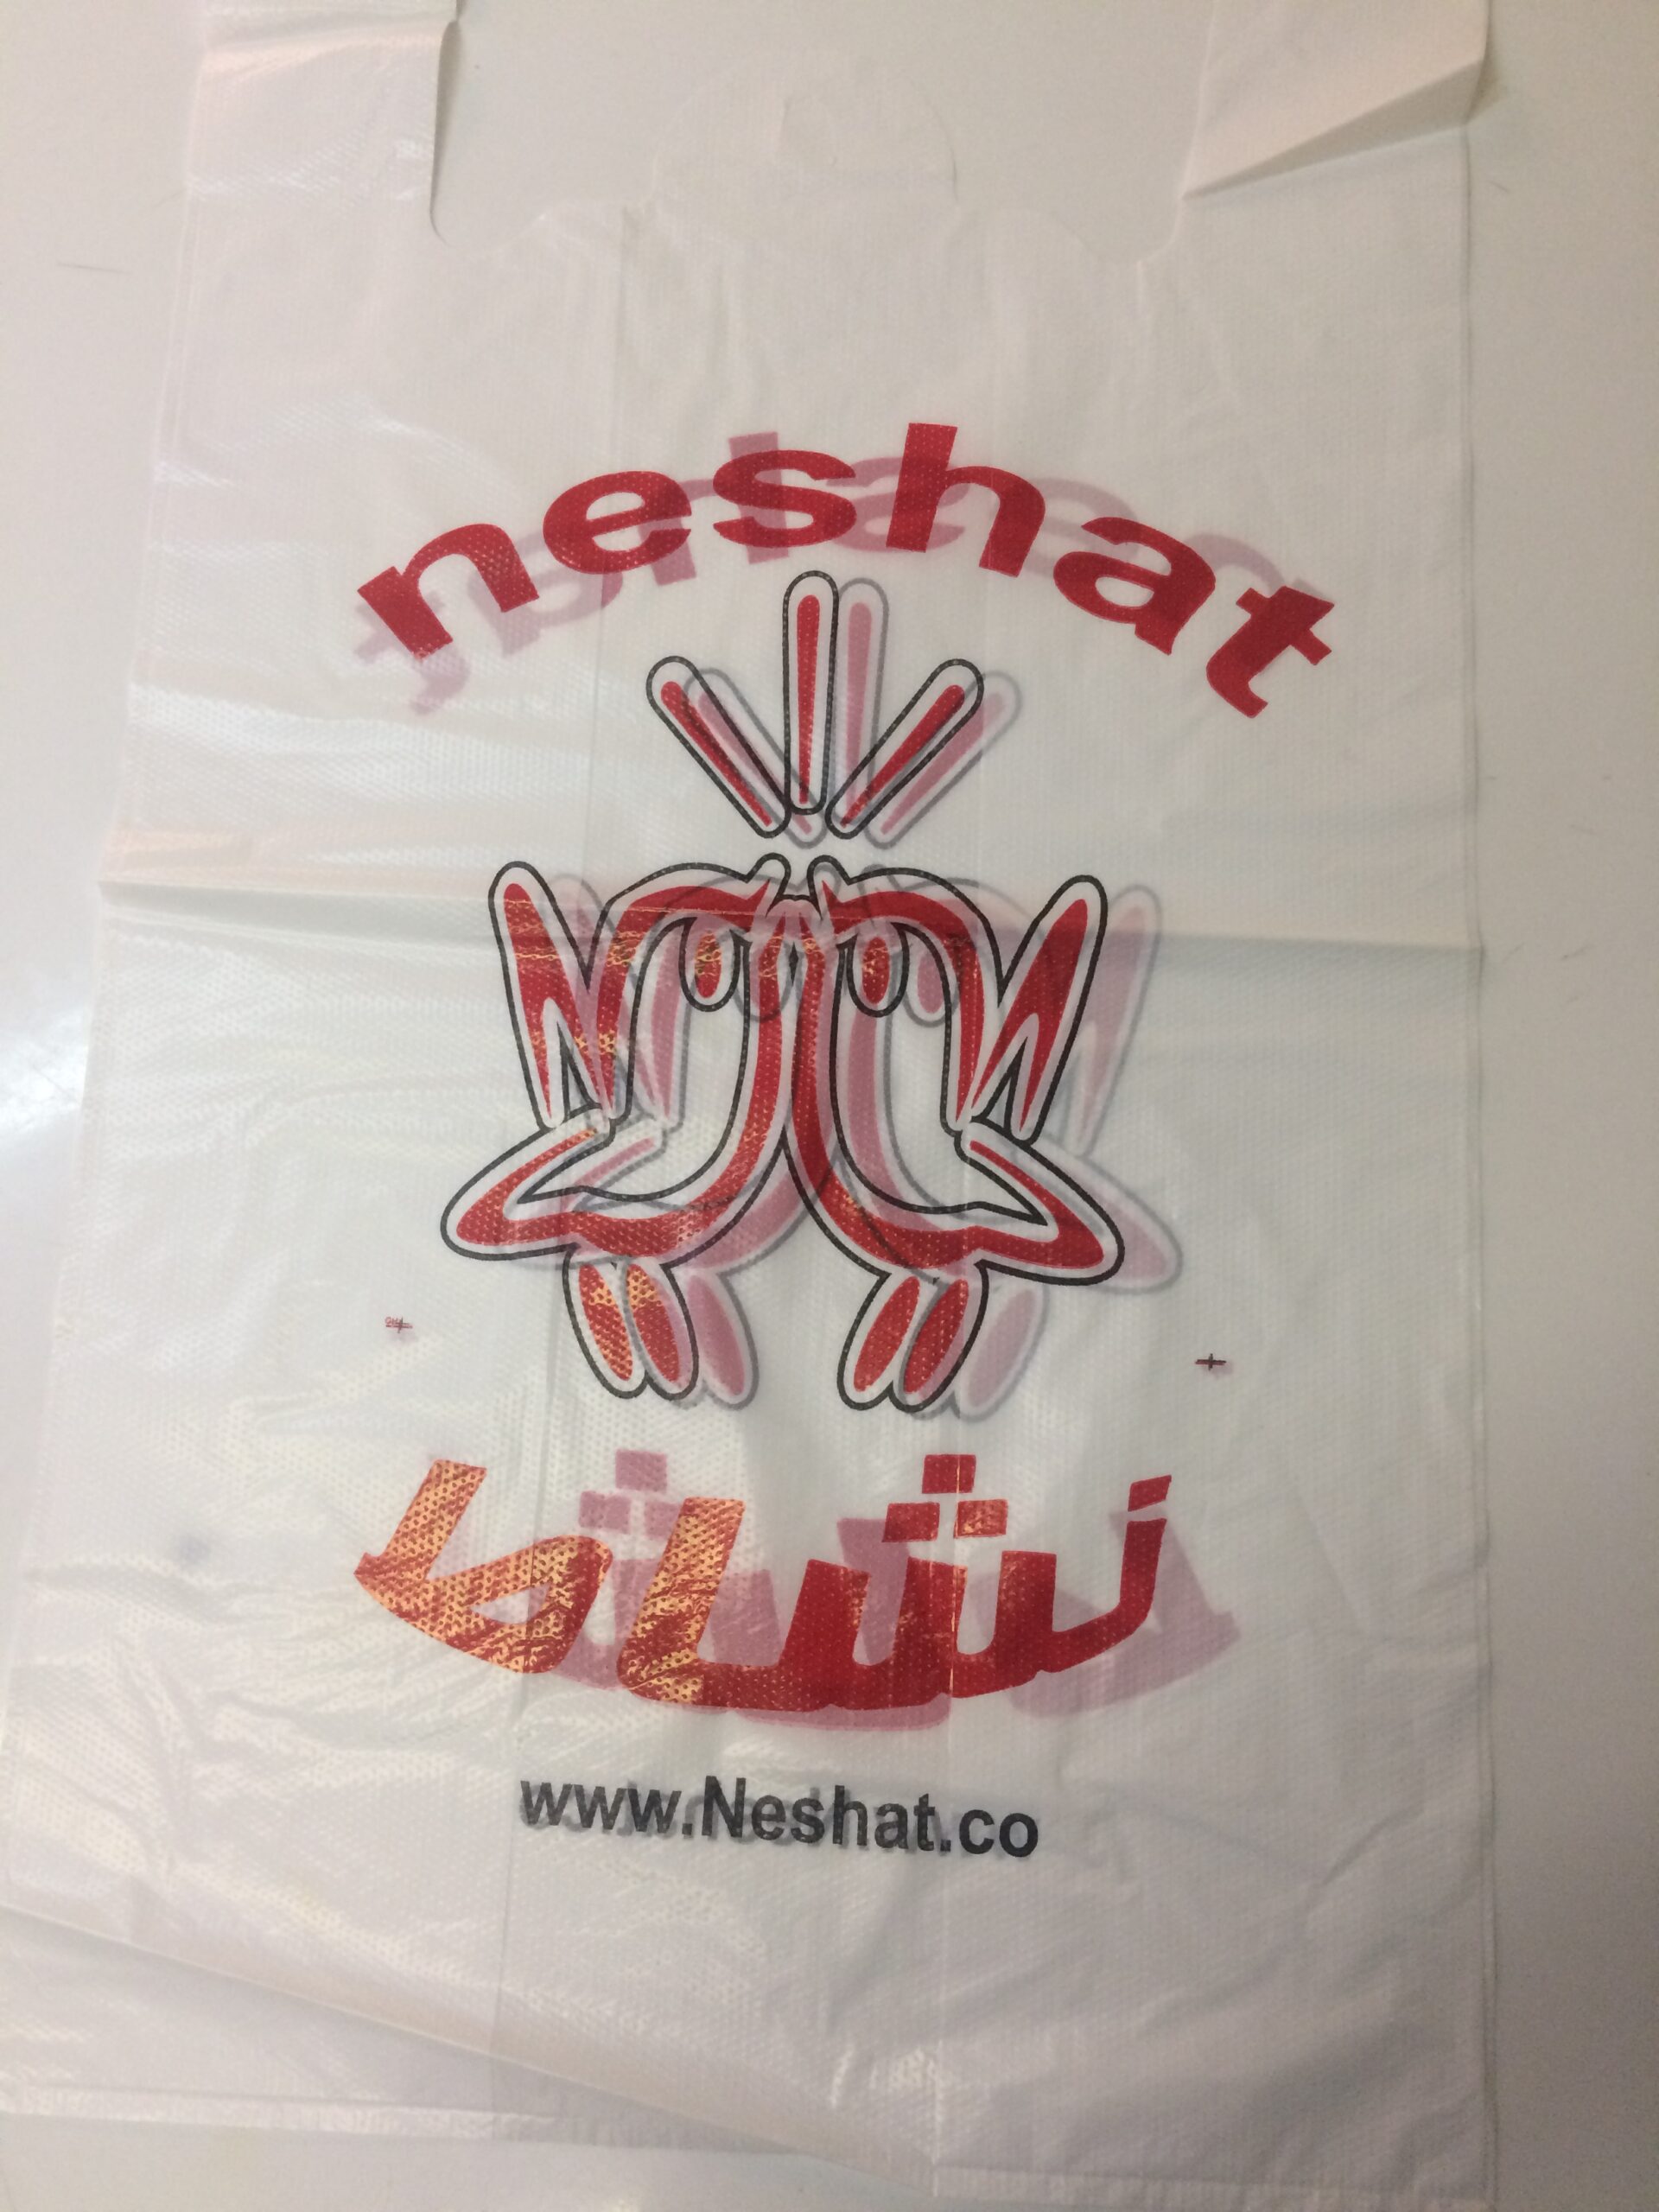 neshat
نشاط
www.Neshat.co